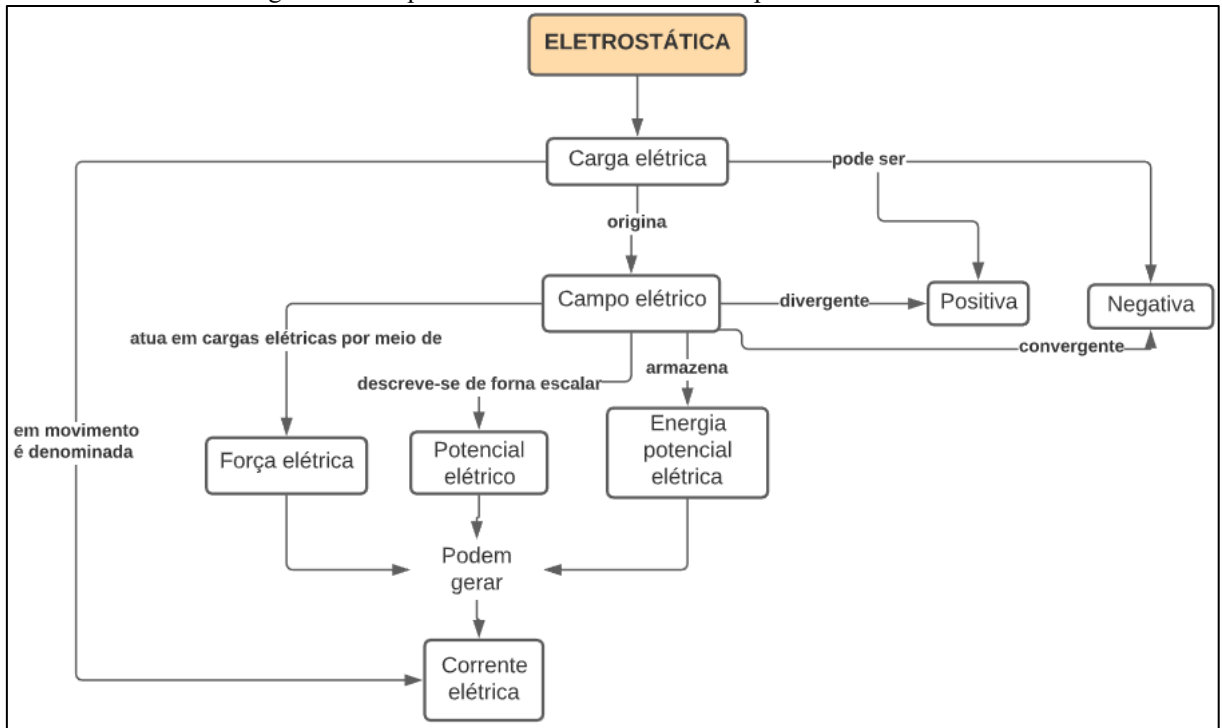 ELETROSTÁTICA
Carga elétrica
pode ser
origina
Campo elétrico
divergente
Positiva
Negativa
atua em cargas elétricas por meio de
convergente
armazena
descreve-se de forna escalar
em movimento
é denominada
Força elétrica
Potencial
elétrico
Energia
potencial
elétrica
Podem
gerar
Corrente
elétrica